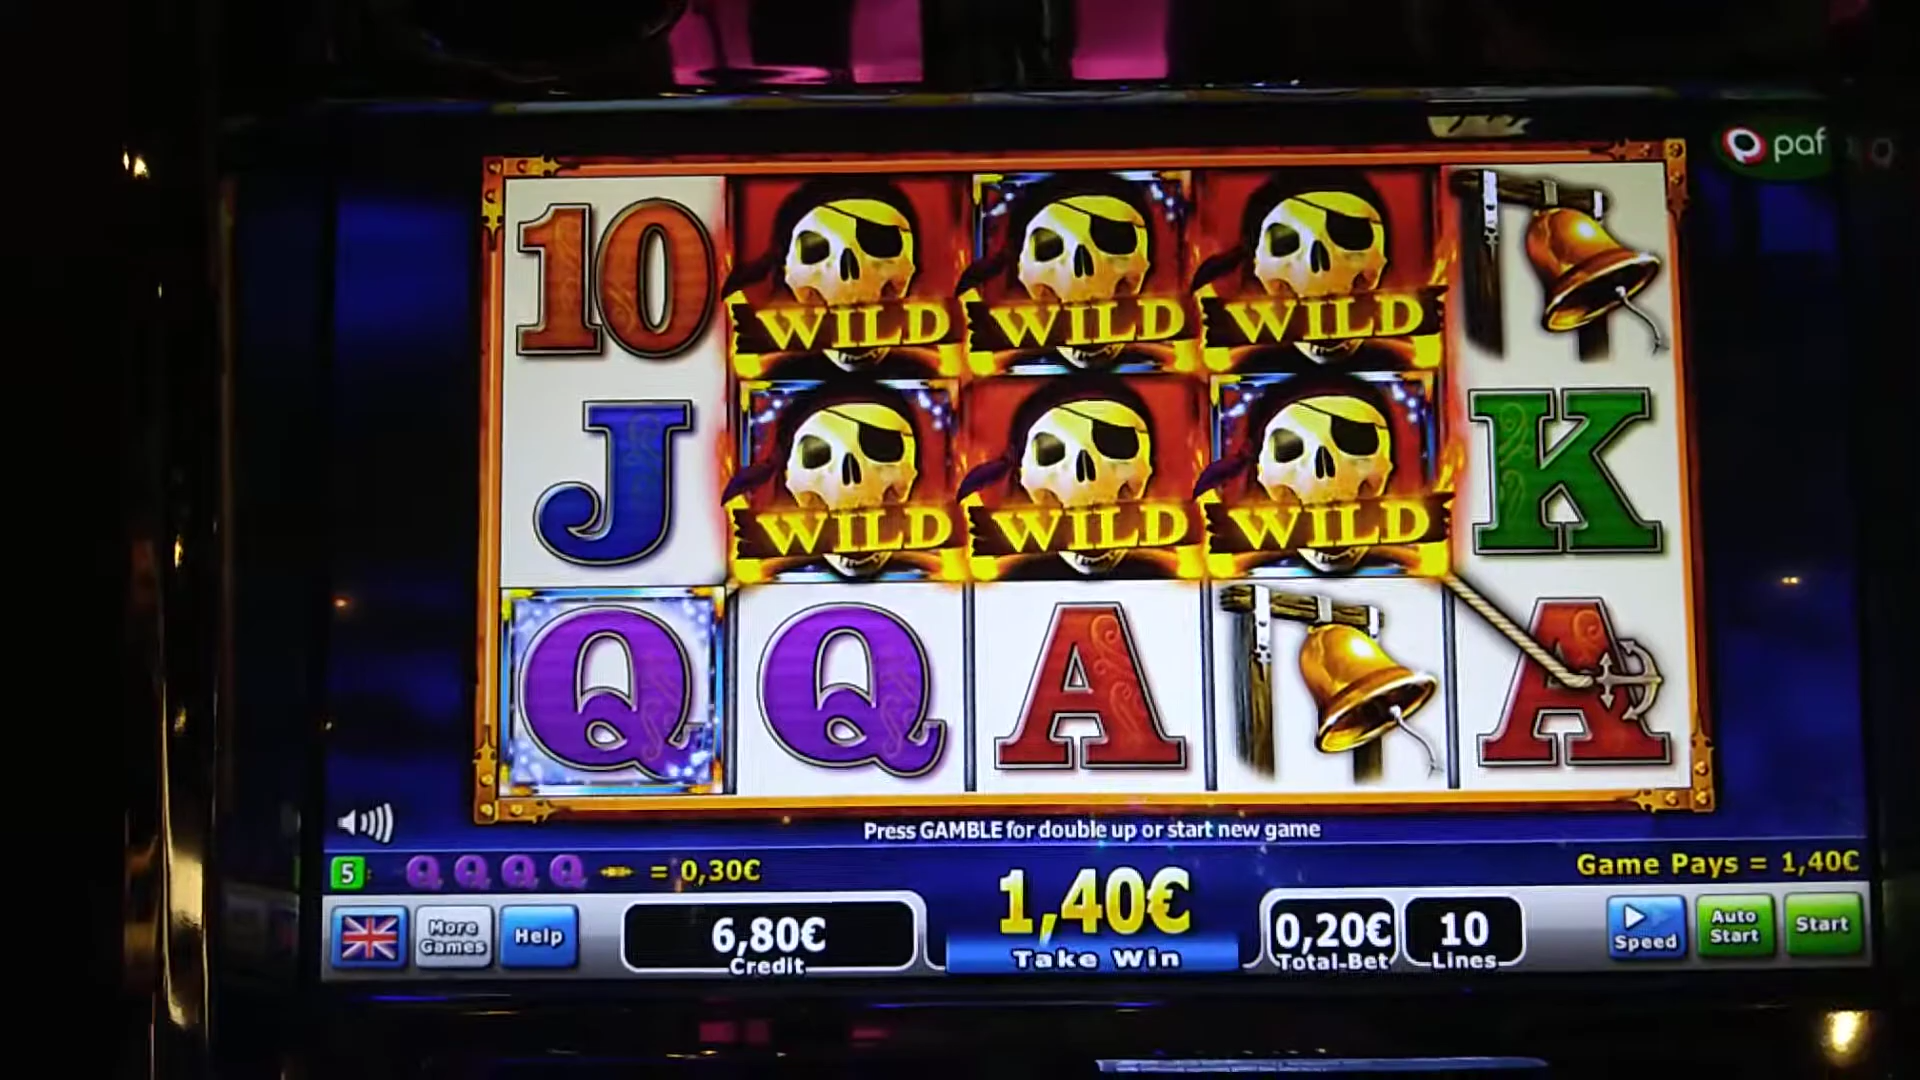 paf
10 WILD WILD WILD
J WILD WILD WILD K
Q Q A A
Press GAMBLE for double up or start new game
5: Q Q Q Q = 0,30€
Game Pays = 1,40€
More Games
Help
6,80€
Credit
1,40€
Take Win
0,20€
Total-Bet
10
Lines
Speed
Auto Start
Start